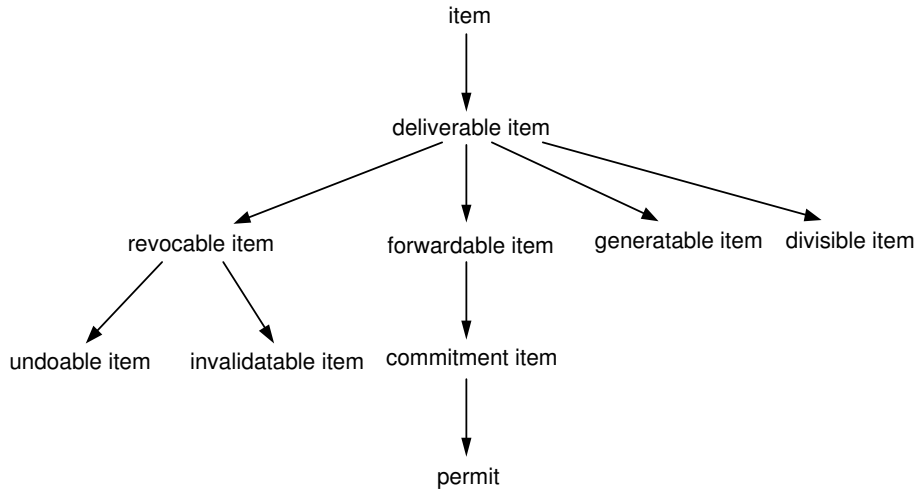 item
deliverable item
revocable item
forwardable item
generatable item
divisible item
undoable item
invalidatable item
commitment item
permit